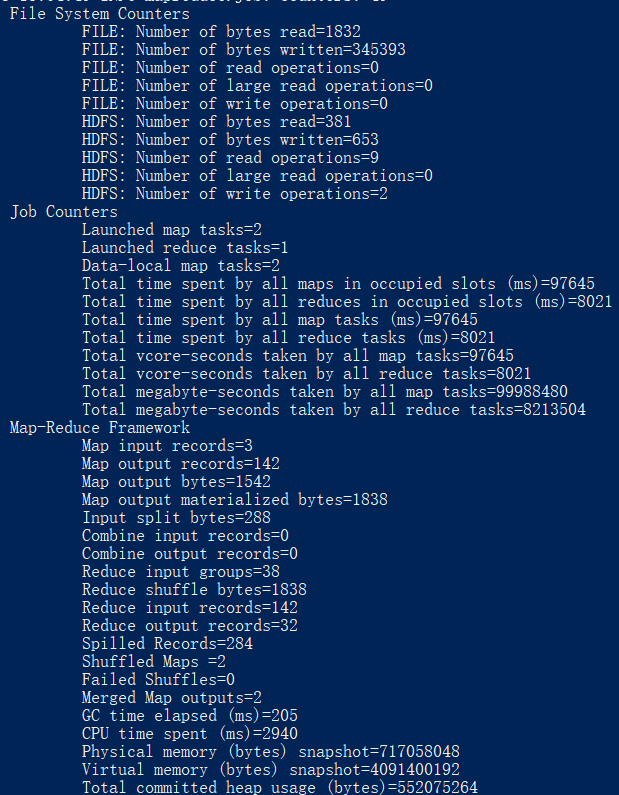 File System Counters
FILE: Number of bytes read=1832
FILE: Number of bytes written=345393
FILE: Number of read operations=0
FILE: Number of large read operations=0
FILE: Number of write operations=0
HDFS: Number of bytes read=381
HDFS: Number of bytes written=653
HDFS: Number of read operations=9
HDFS: Number of large read operations=0
HDFS: Number of write operations=2
Job Counters
Launched map tasks=2
Launched reduce tasks=1
Data-local map tasks=2
Total time spent by all maps in occupied slots (ms)=97645
Total time spent by all reduces in occupied slots (ms)=8021
Total time spent by all map tasks (ms)=97645
Total time spent by all reduce tasks (ms)=8021
Total vcore-seconds taken by all map tasks=97645
Total vcore-seconds taken by all reduce tasks=8021
Total megabyte-seconds taken by all map tasks=99988480
Total megabyte-seconds taken by all reduce tasks=8213504
Map-Reduce Framework
Map input records=3
Map output records=142
Map output bytes=1542
Map output materialized bytes=1838
Input split bytes=288
Combine input records=0
Combine output records=0
Reduce input groups=38
Reduce shuffle bytes=1838
Reduce input records=142
Reduce output records=32
Spilled Records=284
Shuffled Maps =2
Failed Shuffles=0
Merged Map outputs=2
GC time elapsed (ms)=205
CPU time spent (ms)=2940
Physical memory (bytes) snapshot=717058048
Virtual memory (bytes) snapshot=4091400192
Total committed heap usage (bytes)=552075264